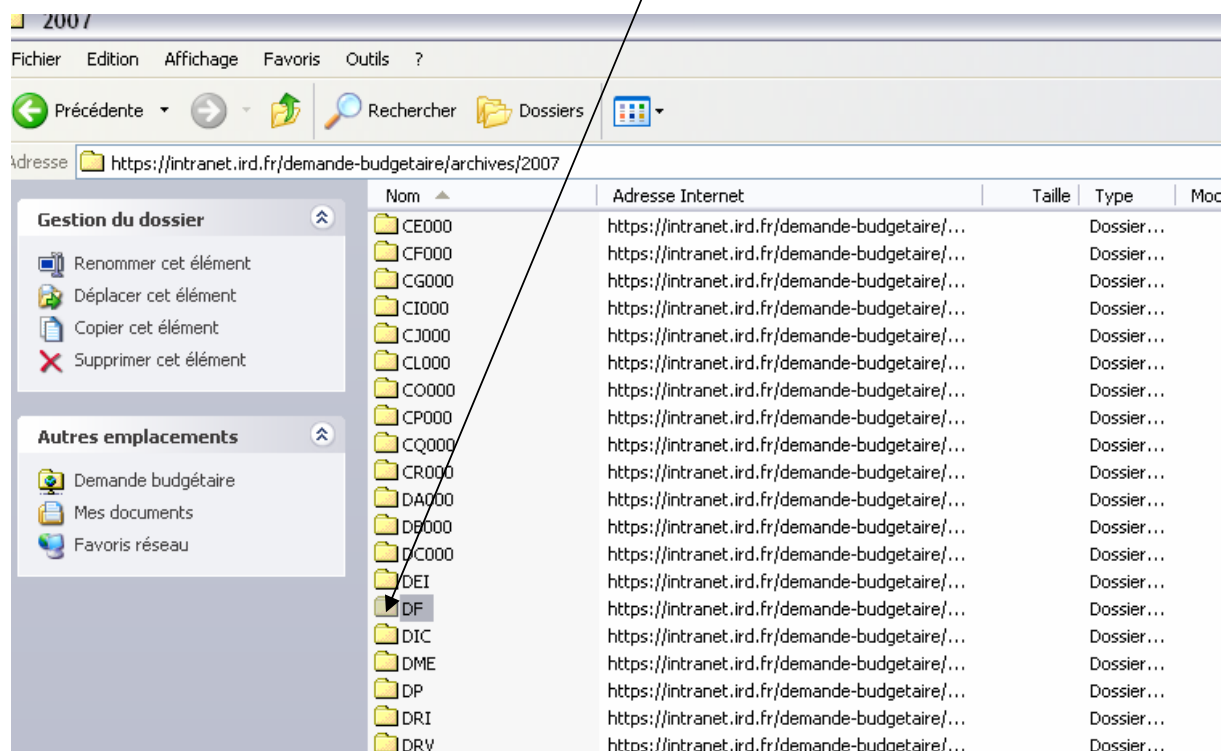 2007
Fichier Edition Affichage Favoris Outils ?
Précédente Rechercher Dossiers
Adresse https://intranet.ird.fr/demande-budgetaire/archives/2007
Gestion du dossier
Renommer cet élément
Déplacer cet élément
Copier cet élément
Supprimer cet élément
Autres emplacements
Demande budgétaire
Mes documents
Favoris réseau
Nom Adresse Internet Taille Type Moc
CE000 https://intranet.ird.fr/demande-budgetaire/... Dossier...
CF000 https://intranet.ird.fr/demande-budgetaire/... Dossier...
CG000 https://intranet.ird.fr/demande-budgetaire/... Dossier...
CI000 https://intranet.ird.fr/demande-budgetaire/... Dossier...
CJ000 https://intranet.ird.fr/demande-budgetaire/... Dossier...
CL000 https://intranet.ird.fr/demande-budgetaire/... Dossier...
CO000 https://intranet.ird.fr/demande-budgetaire/... Dossier...
CP000 https://intranet.ird.fr/demande-budgetaire/... Dossier...
CQ000 https://intranet.ird.fr/demande-budgetaire/... Dossier...
CR000 https://intranet.ird.fr/demande-budgetaire/... Dossier...
DA000 https://intranet.ird.fr/demande-budgetaire/... Dossier...
DB000 https://intranet.ird.fr/demande-budgetaire/... Dossier...
DC000 https://intranet.ird.fr/demande-budgetaire/... Dossier...
DEI https://intranet.ird.fr/demande-budgetaire/... Dossier...
DF https://intranet.ird.fr/demande-budgetaire/... Dossier...
DIC https://intranet.ird.fr/demande-budgetaire/... Dossier...
DME https://intranet.ird.fr/demande-budgetaire/... Dossier...
DP https://intranet.ird.fr/demande-budgetaire/... Dossier...
DRI https://intranet.ird.fr/demande-budgetaire/... Dossier...
DRV https://intranet.ird.fr/demande-budgetaire/... Dossier...